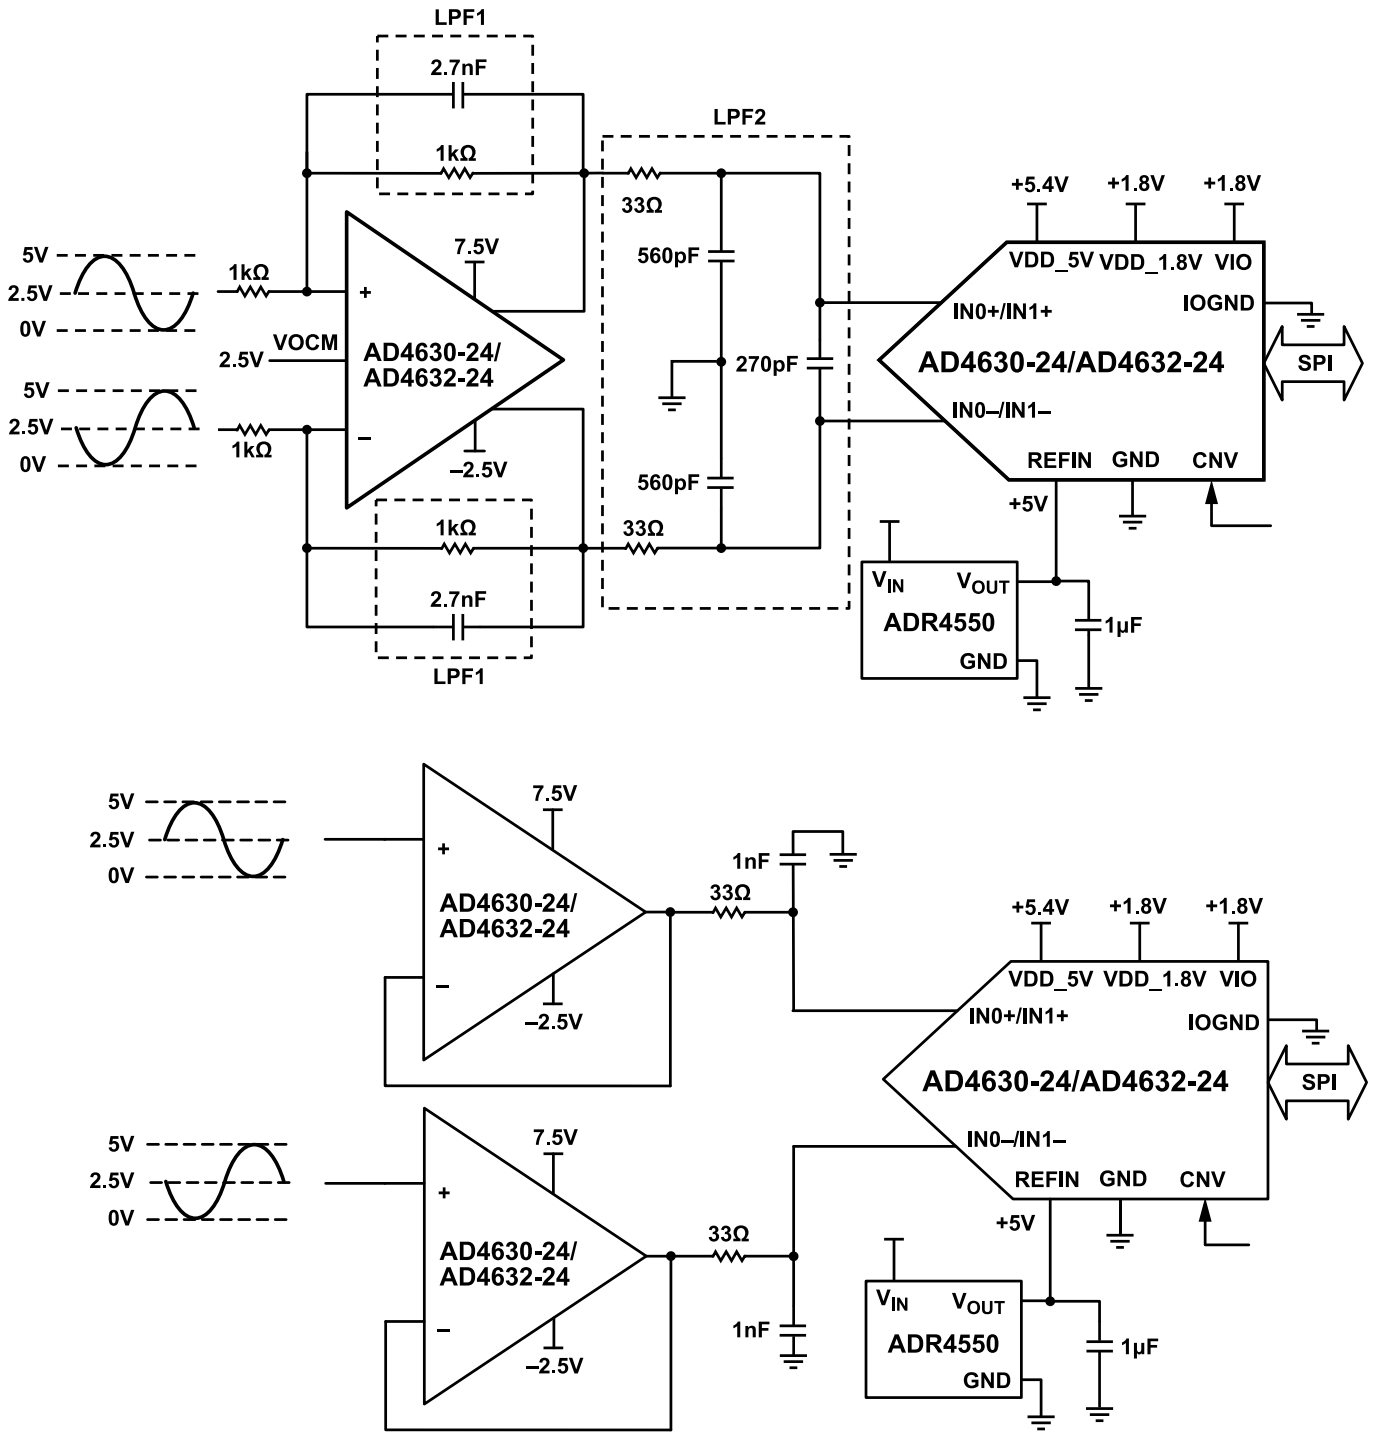 LPF1
2.7nF
1kΩ
LPF2
33Ω
560pF
270pF
560pF
33Ω
5V
2.5V
0V
1kΩ
VOCM
2.5V
+
AD4630-24/
AD4632-24
–
7.5V
–2.5V
5V
2.5V
0V
1kΩ
1kΩ
2.7nF
LPF1
+5.4V
+1.8V
+1.8V
VDD_5V
VDD_1.8V
VIO
IN0+/IN1+
IOGND
AD4630-24/AD4632-24
SPI
IN0–/IN1–
REFIN
GND
CNV
+5V
VIN
VOUT
ADR4550
GND
1µF
5V
2.5V
0V
7.5V
+
AD4630-24/
AD4632-24
–
–2.5V
33Ω
1nF
5V
2.5V
0V
7.5V
+
AD4630-24/
AD4632-24
–
–2.5V
33Ω
1nF
+5.4V
+1.8V
+1.8V
VDD_5V
VDD_1.8V
VIO
IN0+/IN1+
IOGND
AD4630-24/AD4632-24
SPI
IN0–/IN1–
REFIN
GND
CNV
+5V
VIN
VOUT
ADR4550
GND
1µF